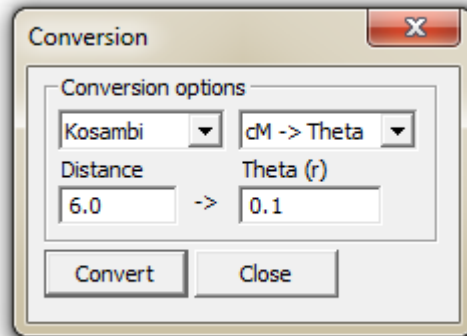 Conversion
Conversion options
Kosambi cM -> Theta
Distance Theta (r)
6.0 -> 0.1
Convert Close